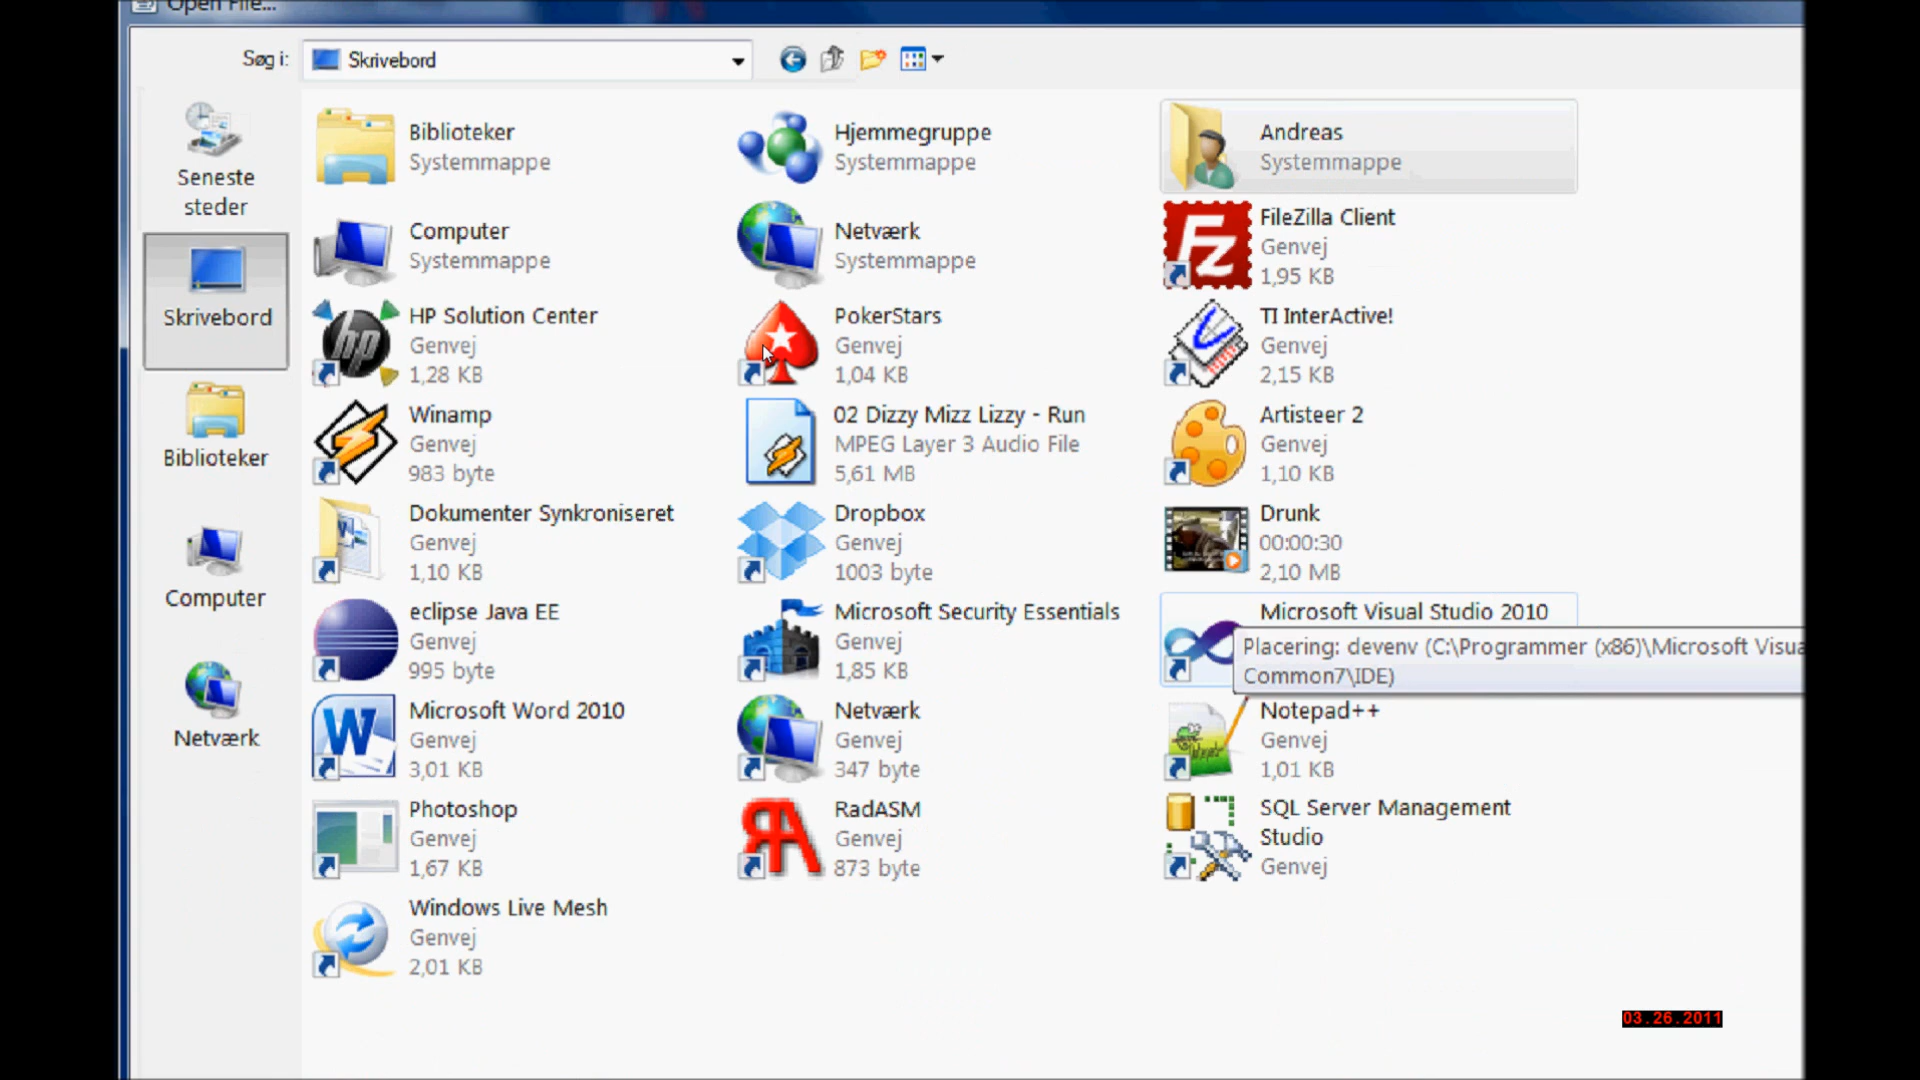 Open File...
Søg i:
Skrivebord
Seneste
steder
Skrivebord
Biblioteker
Computer
Netværk
Biblioteker
Systemmappe
Hjemmegruppe
Systemmappe
Andreas
Systemmappe
Computer
Systemmappe
Netværk
Systemmappe
FileZilla Client
Genvej
1,95 KB
HP Solution Center
Genvej
1,28 KB
PokerStars
Genvej
1,04 KB
TI InterActive!
Genvej
2,15 KB
Winamp
Genvej
983 byte
02 Dizzy Mizz Lizzy - Run
MPEG Layer 3 Audio File
5,61 MB
Artisteer 2
Genvej
1,10 KB
Dokumenter Synkroniseret
Genvej
1,10 KB
Dropbox
Genvej
1003 byte
Drunk
00:00:30
2,10 MB
eclipse Java EE
Genvej
995 byte
Microsoft Security Essentials
Genvej
1,85 KB
Microsoft Visual Studio 2010
Placering: devenv (C:\Programmer (x86)\Microsoft Visua
Common7\IDE)
Microsoft Word 2010
Genvej
3,01 KB
Netværk
Genvej
347 byte
Notepad++
Genvej
1,01 KB
Photoshop
Genvej
1,67 KB
RadASM
Genvej
873 byte
SQL Server Management
Studio
Genvej
Windows Live Mesh
Genvej
2,01 KB
03.26.2011